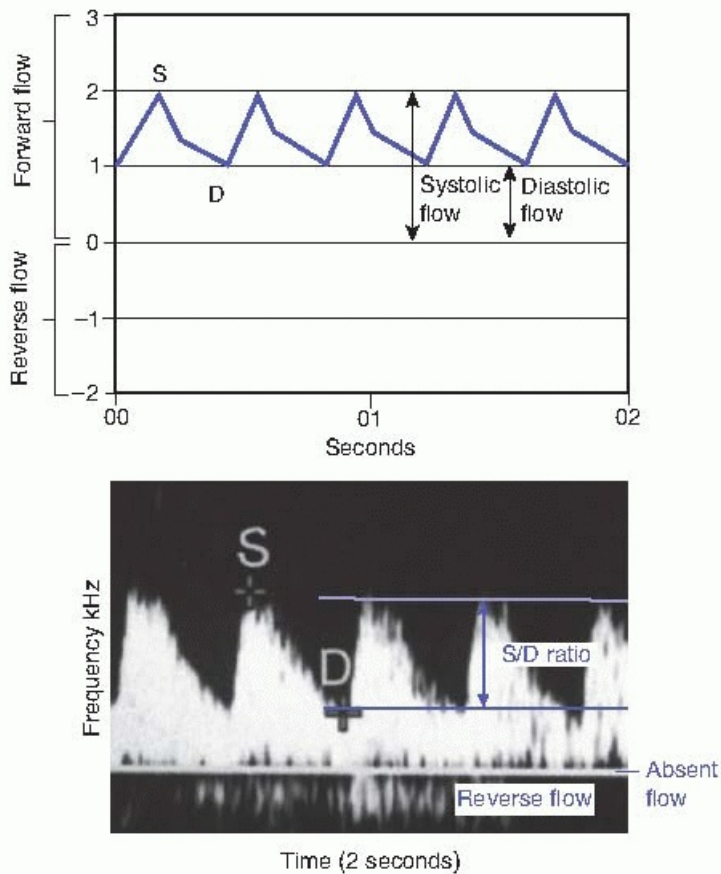 3
S
2
Forward flow
1
D
Systolic
flow
Diastolic
flow
0
Reverse flow
−1
−2
00
01
02
Seconds
S
Frequency kHz
D
S/D ratio
Absent
flow
Reverse flow
Time (2 seconds)